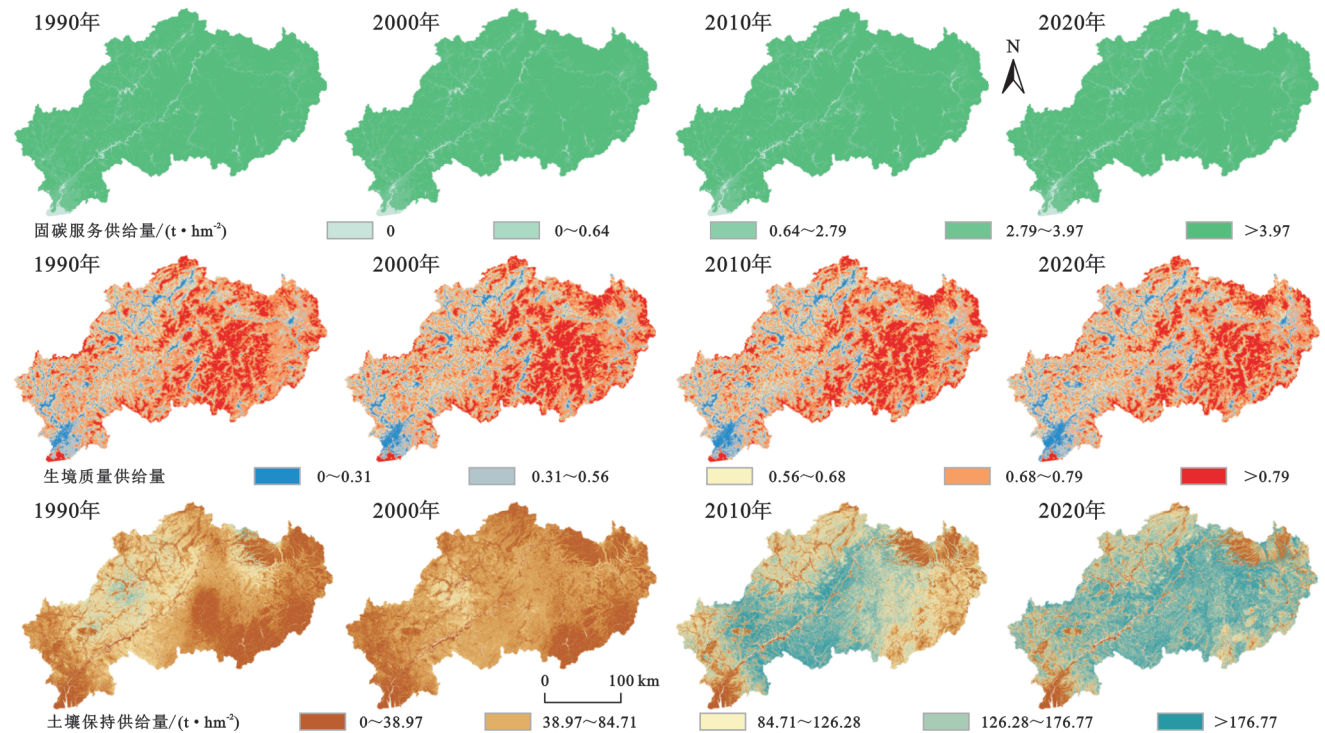 1990年 2000年 2010年 2020年
N
固碳服务供给量/(t·hm⁻²) 0 0～0.64 0.64～2.79 2.79～3.97 ＞3.97
1990年 2000年 2010年 2020年
生境质量供给量 0～0.31 0.31～0.56 0.56～0.68 0.68～0.79 ＞0.79
1990年 2000年 2010年 2020年
0 100 km
土壤保持供给量/(t·hm⁻²) 0～38.97 38.97～84.71 84.71～126.28 126.28～176.77 ＞176.77